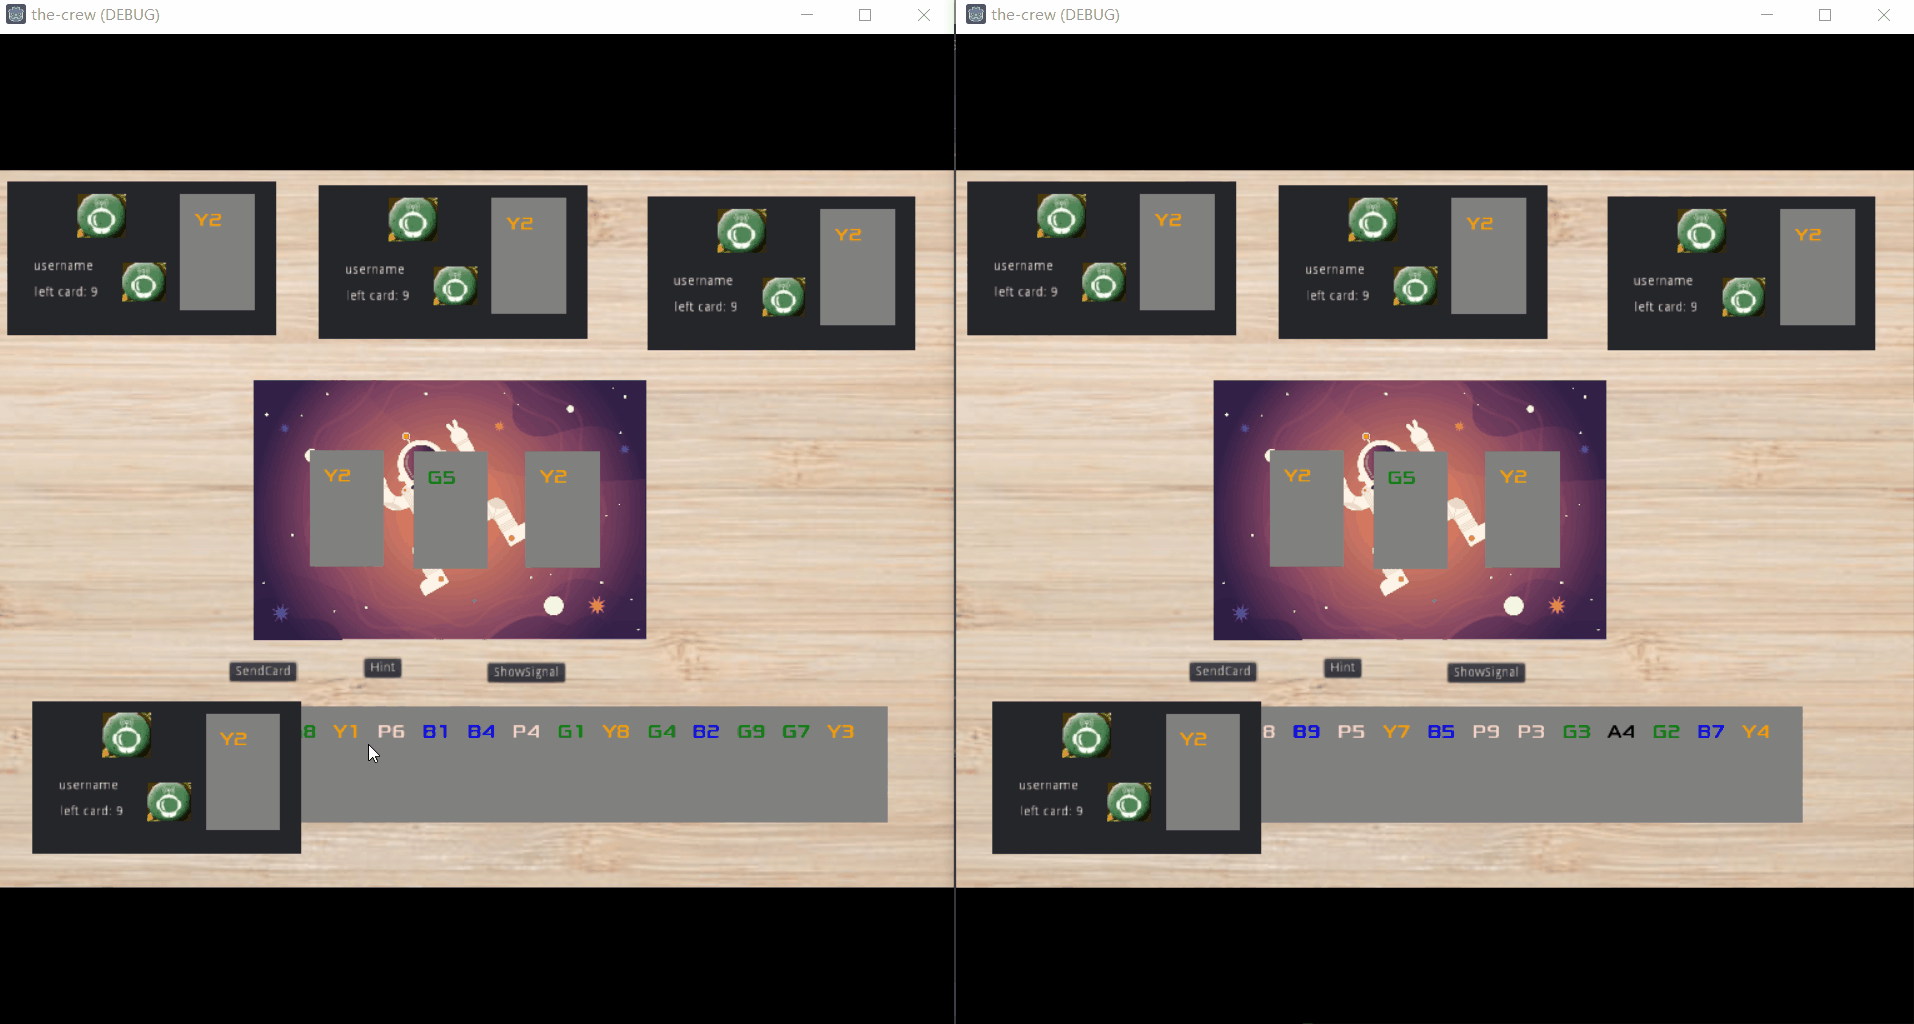 the-crew (DEBUG)
Y2
username
left card: 9
Y2
username
left card: 9
Y2
username
left card: 9
Y2
G5
Y2
SendCard
Hint
ShowSignal
Y2
username
left card: 9
8 Y1 P6 B1 B4 P4 G1 Y8 G4 B2 G9 G7 Y3
the-crew (DEBUG)
Y2
username
left card: 9
Y2
username
left card: 9
Y2
username
left card: 9
Y2
G5
Y2
SendCard
Hint
ShowSignal
Y2
username
left card: 9
8 B9 P5 Y7 B5 P9 P3 G3 A4 G2 B7 Y4